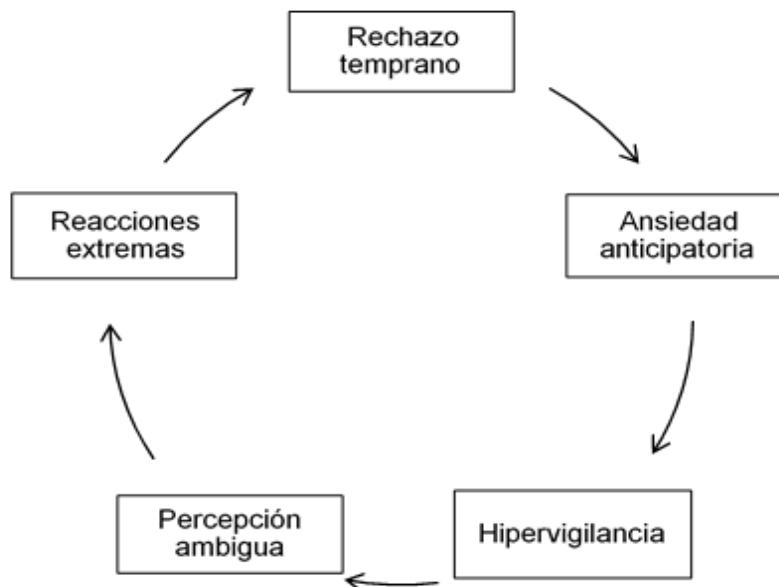 Rechazo
temprano
Ansiedad
anticipatoria
Hipervigilancia
Percepción
ambigua
Reacciones
extremas